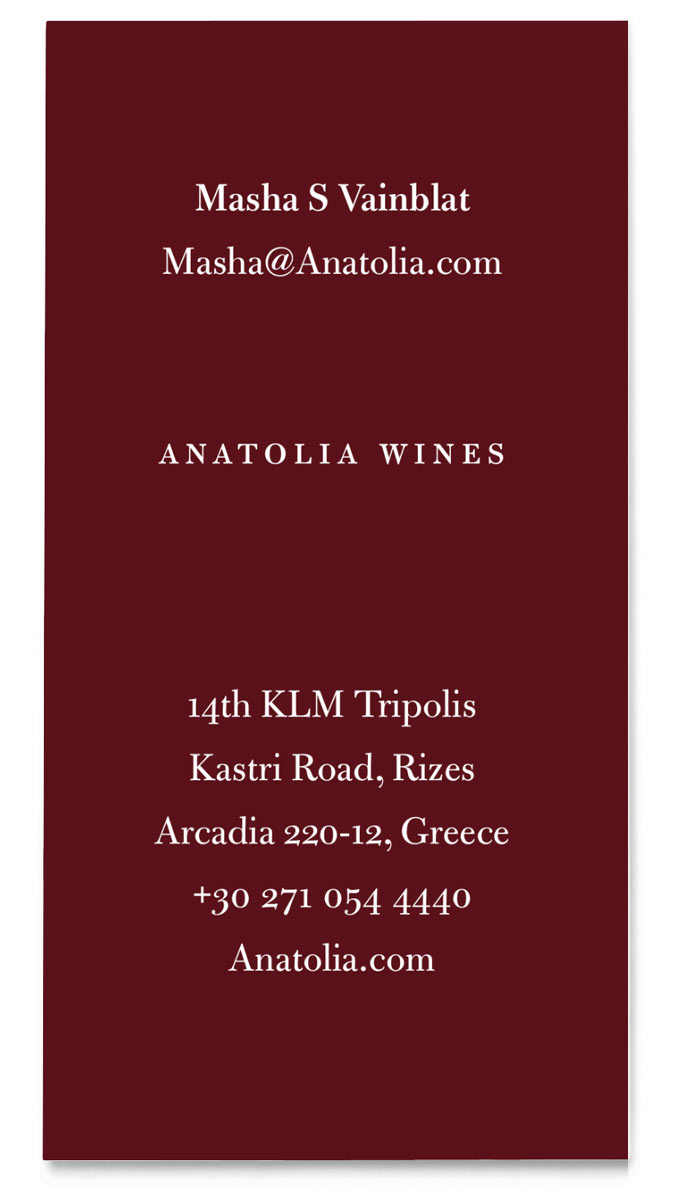 Masha S Vainblat
Masha@Anatolia.com
ANATOLIA WINES
14th KLM Tripolis
Kastri Road, Rizes
Arcadia 220-12, Greece
+30 271 054 4440
Anatolia.com